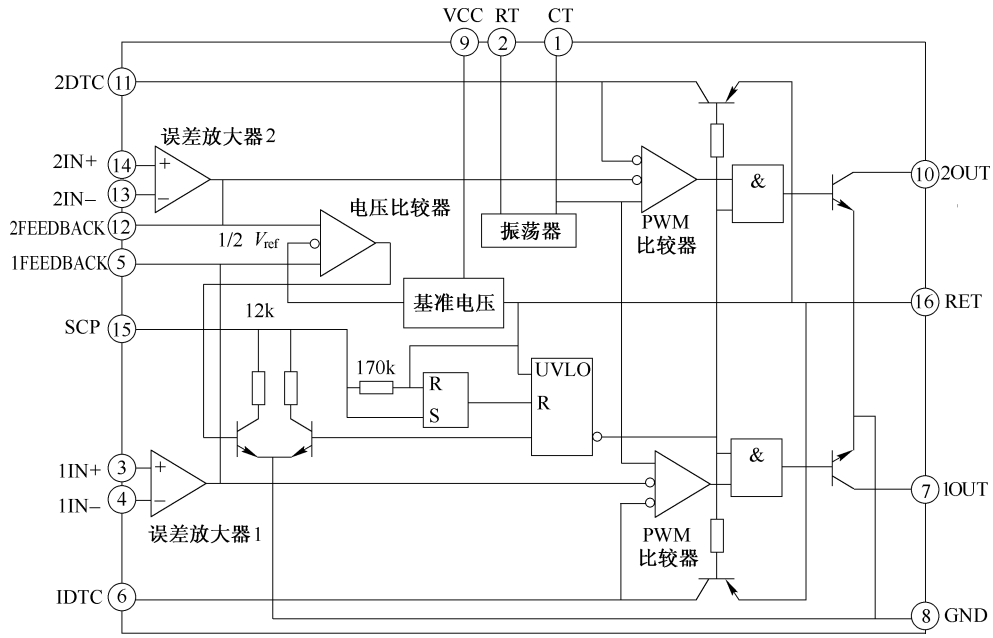 VCC RT CT
9 2 1
2DTC 11
误差放大器2
2IN+ 14 +
2IN- 13 -
& 10 2OUT
2FEEDBACK 12
电压比较器
振荡器
PWM
比较器
1/2 Vref
1FEEDBACK 5
基准电压
16 RET
12k
SCP 15
170k
UVLO
R
S
R
1IN+ 3 +
1IN- 4 -
&
7 1OUT
误差放大器1
PWM
比较器
IDTC 6
8 GND